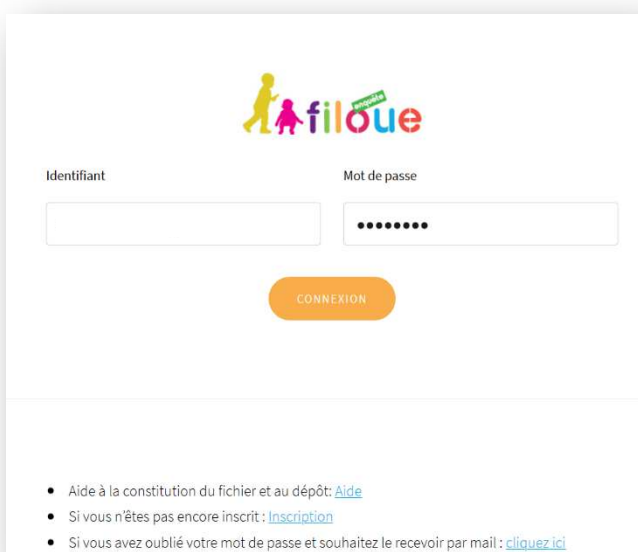 enquête
filoue
Identifiant Mot de passe
••••••••
CONNEXION
• Aide à la constitution du fichier et au dépôt: Aide
• Si vous n'êtes pas encore inscrit : Inscription
• Si vous avez oublié votre mot de passe et souhaitez le recevoir par mail : cliquez ici